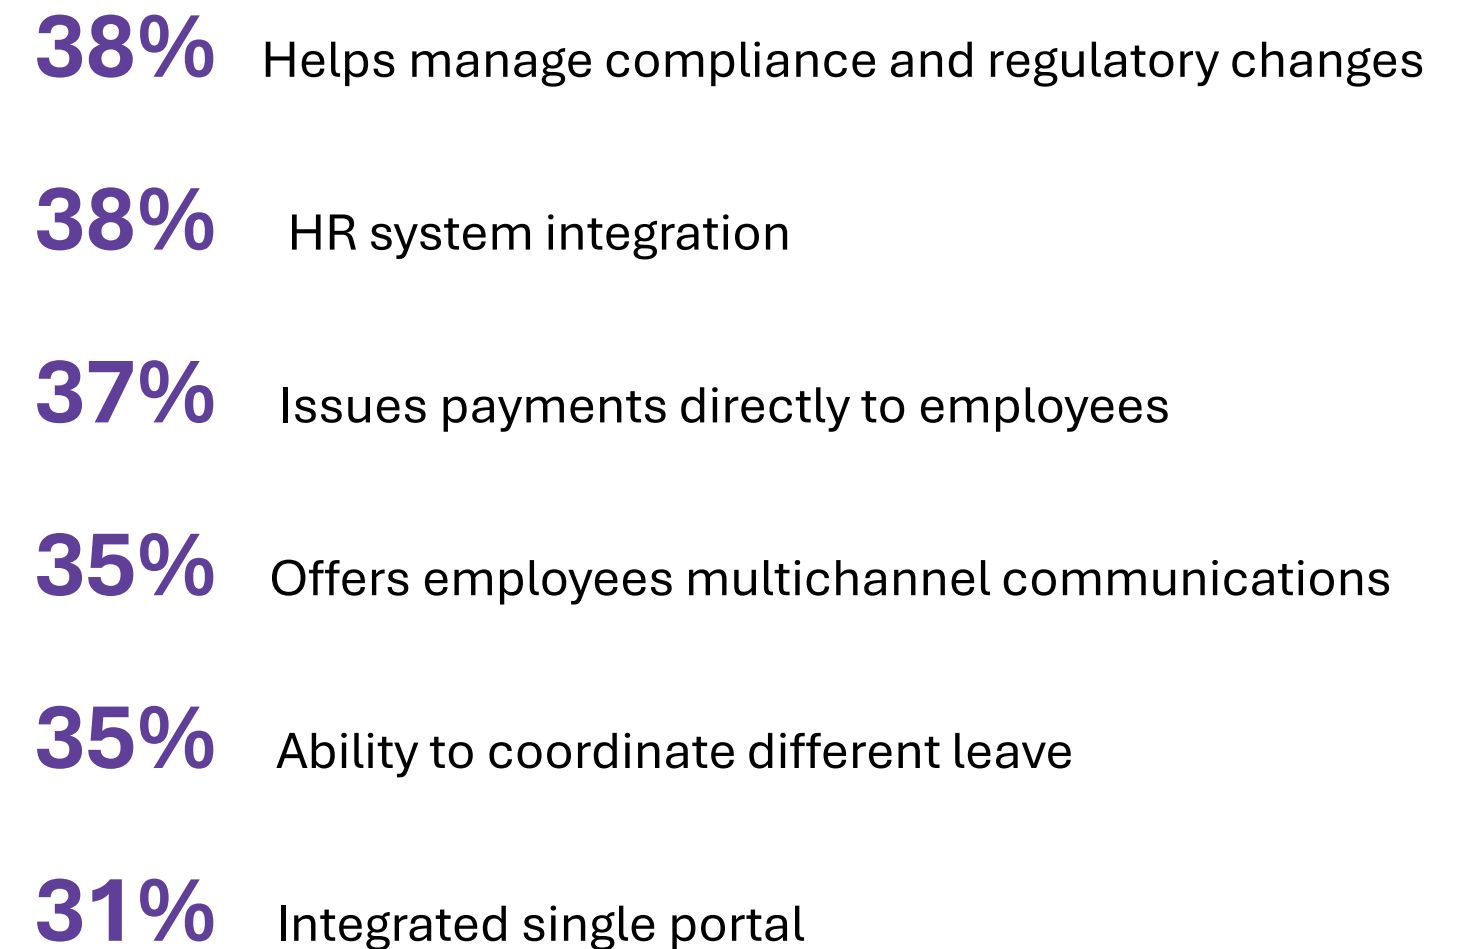 38% Helps manage compliance and regulatory changes
38% HR system integration
37% Issues payments directly to employees
35% Offers employees multichannel communications
35% Ability to coordinate different leave
31% Integrated single portal